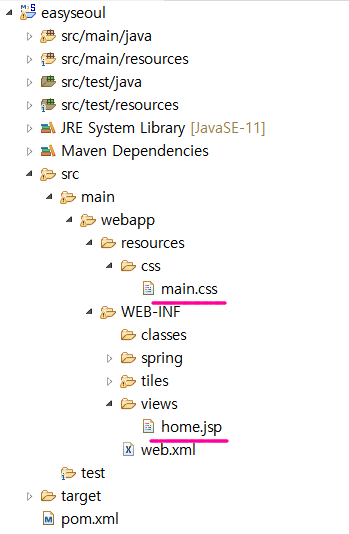 easyseoul
src/main/java
src/main/resources
src/test/java
src/test/resources
JRE System Library [JavaSE-11]
Maven Dependencies
src
main
webapp
resources
css
main.css
WEB-INF
classes
spring
tiles
views
home.jsp
web.xml
test
target
pom.xml